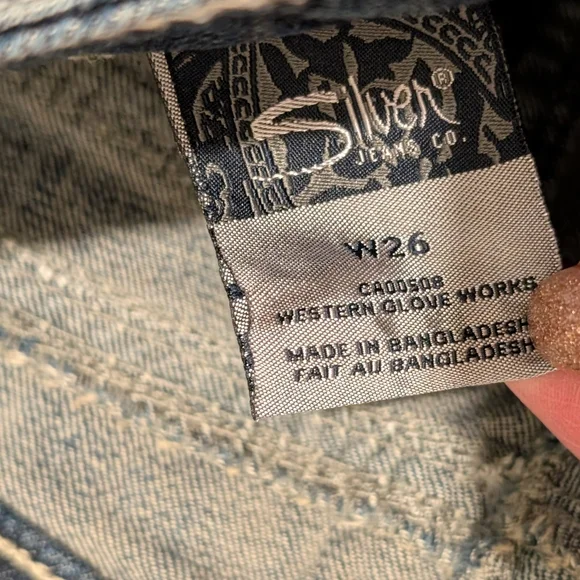 Silver®
JEANS CO.
W26
CA00508
WESTERN GLOVE WORKS
MADE IN BANGLADESH
FAIT AU BANGLADESH